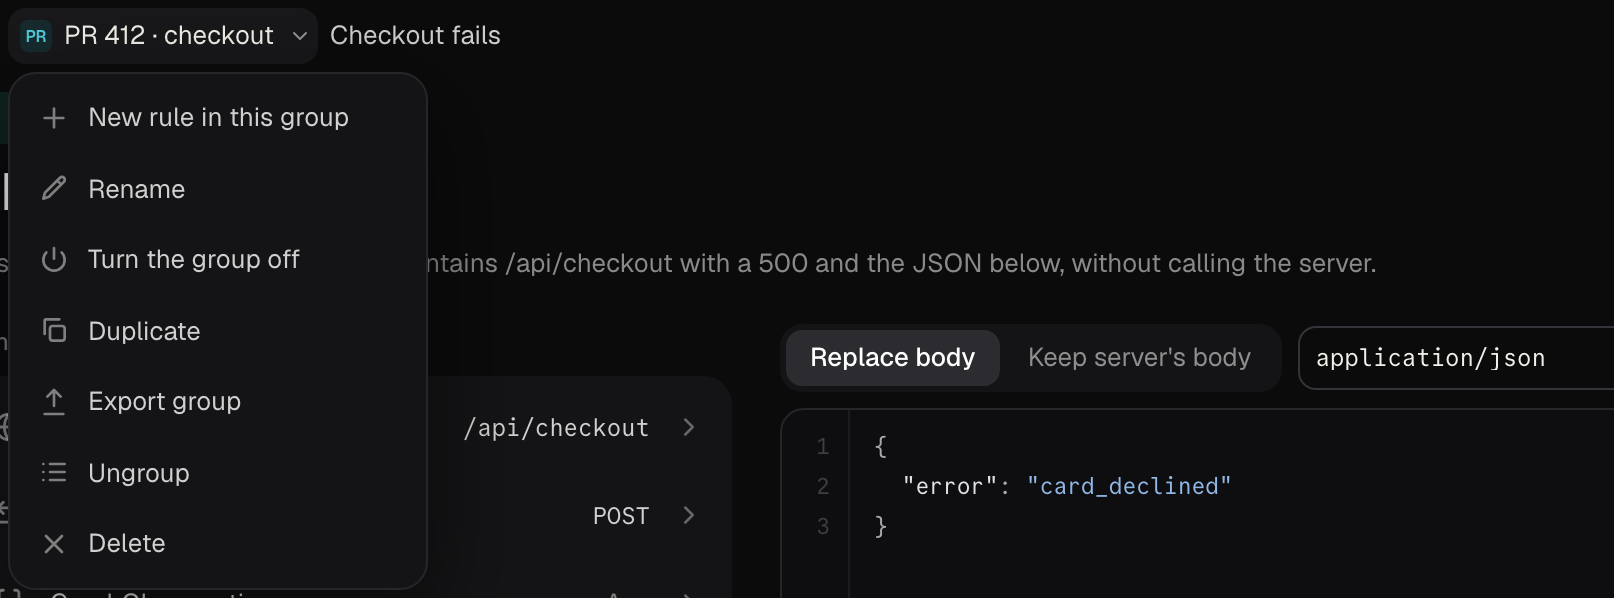 PR PR 412 · checkout Checkout fails
New rule in this group
Rename
Turn the group off
ntains /api/checkout with a 500 and the JSON below, without calling the server.
Duplicate
Replace body Keep server's body application/json
Export group
/api/checkout
1 {
Ungroup
2 "error": "card_declined"
POST
3 }
Delete